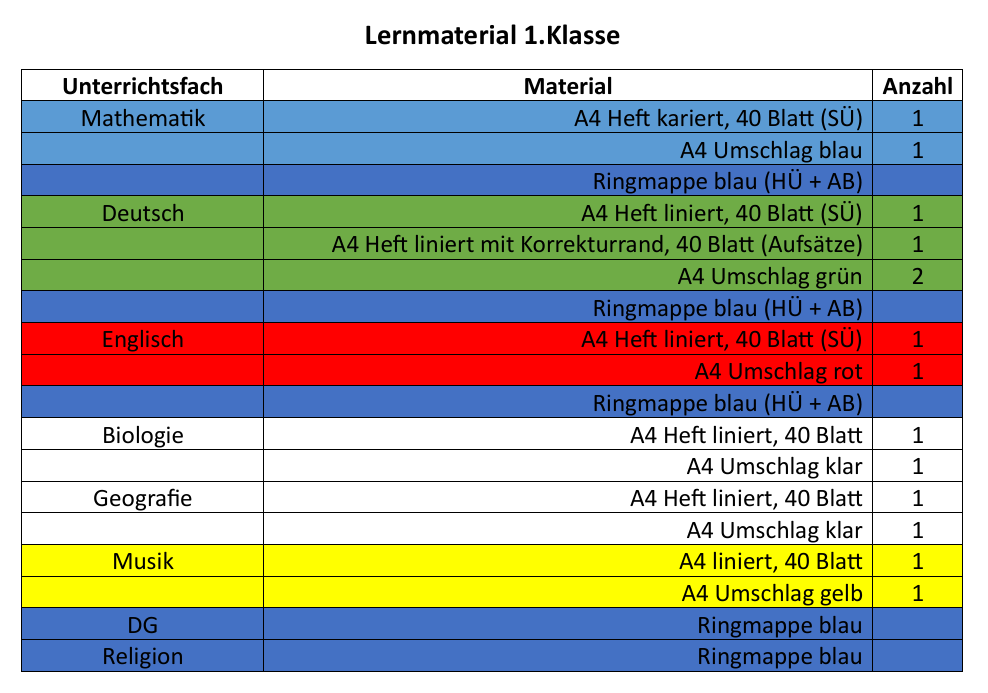 Lernmaterial 1.Klasse
Unterrichtsfach Material Anzahl
Mathematik A4 Heft kariert, 40 Blatt (SÜ) 1
A4 Umschlag blau 1
Ringmappe blau (HÜ + AB)
Deutsch A4 Heft liniert, 40 Blatt (SÜ) 1
A4 Heft liniert mit Korrekturrand, 40 Blatt (Aufsätze) 1
A4 Umschlag grün 2
Ringmappe blau (HÜ + AB)
Englisch A4 Heft liniert, 40 Blatt (SÜ) 1
A4 Umschlag rot 1
Ringmappe blau (HÜ + AB)
Biologie A4 Heft liniert, 40 Blatt 1
A4 Umschlag klar 1
Geografie A4 Heft liniert, 40 Blatt 1
A4 Umschlag klar 1
Musik A4 liniert, 40 Blatt 1
A4 Umschlag gelb 1
DG Ringmappe blau
Religion Ringmappe blau